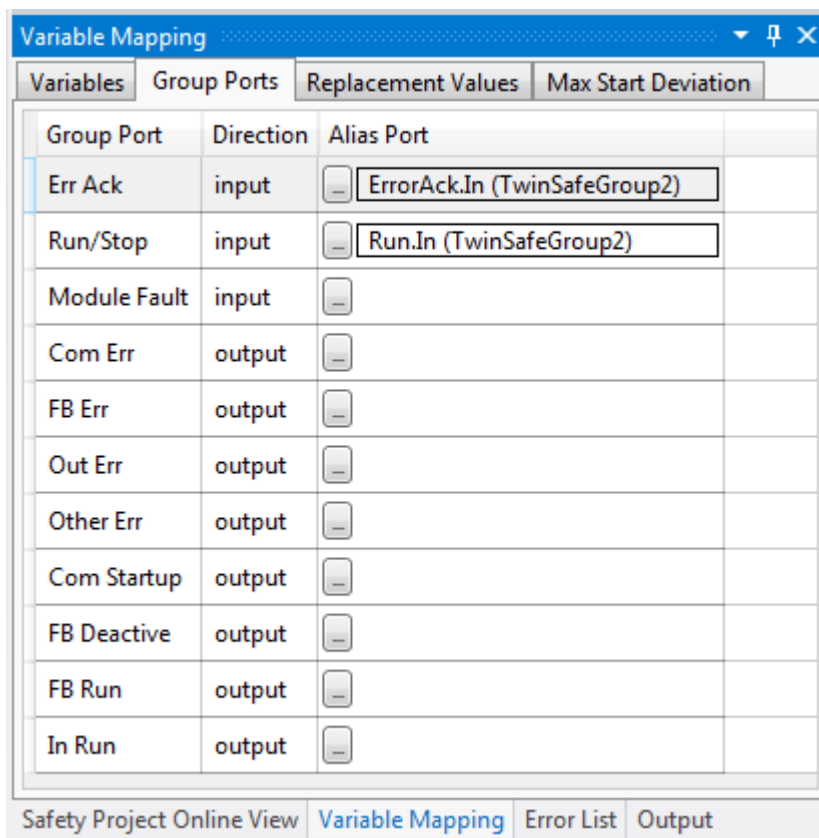 Variable Mapping
Variables Group Ports Replacement Values Max Start Deviation
Group Port Direction Alias Port
Err Ack input ... ErrorAck.In (TwinSafeGroup2)
Run/Stop input ... Run.In (TwinSafeGroup2)
Module Fault input ...
Com Err output ...
FB Err output ...
Out Err output ...
Other Err output ...
Com Startup output ...
FB Deactive output ...
FB Run output ...
In Run output ...
Safety Project Online View Variable Mapping Error List Output